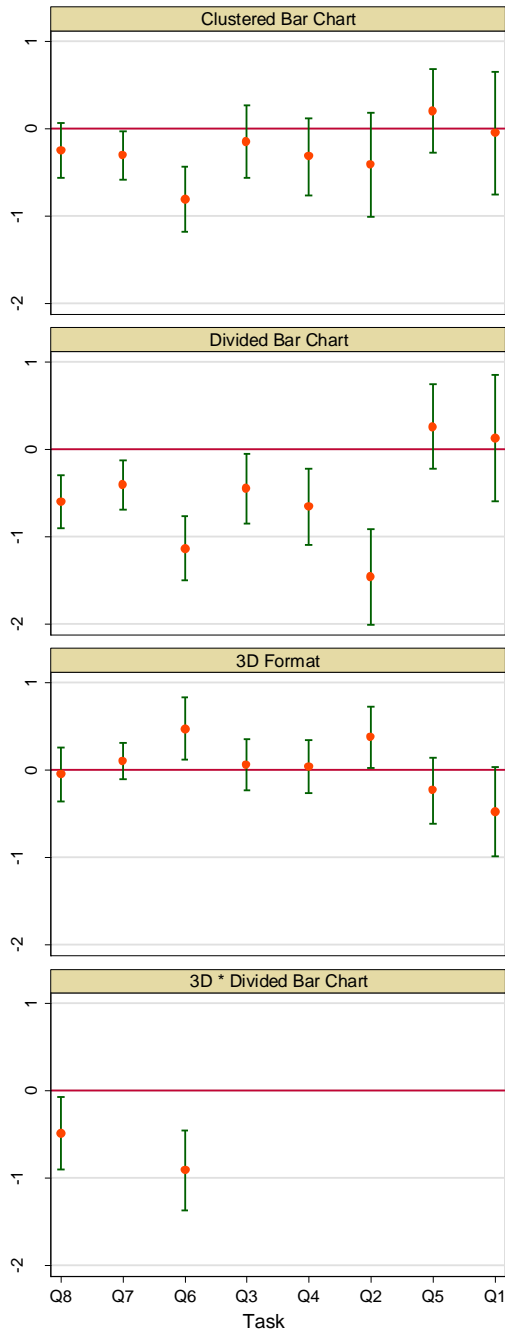 Clustered Bar Chart
1
0
-1
-2
Divided Bar Chart
1
0
-1
-2
3D Format
1
0
-1
-2
3D * Divided Bar Chart
1
0
-1
-2
Q8 Q7 Q6 Q3 Q4 Q2 Q5 Q1
Task